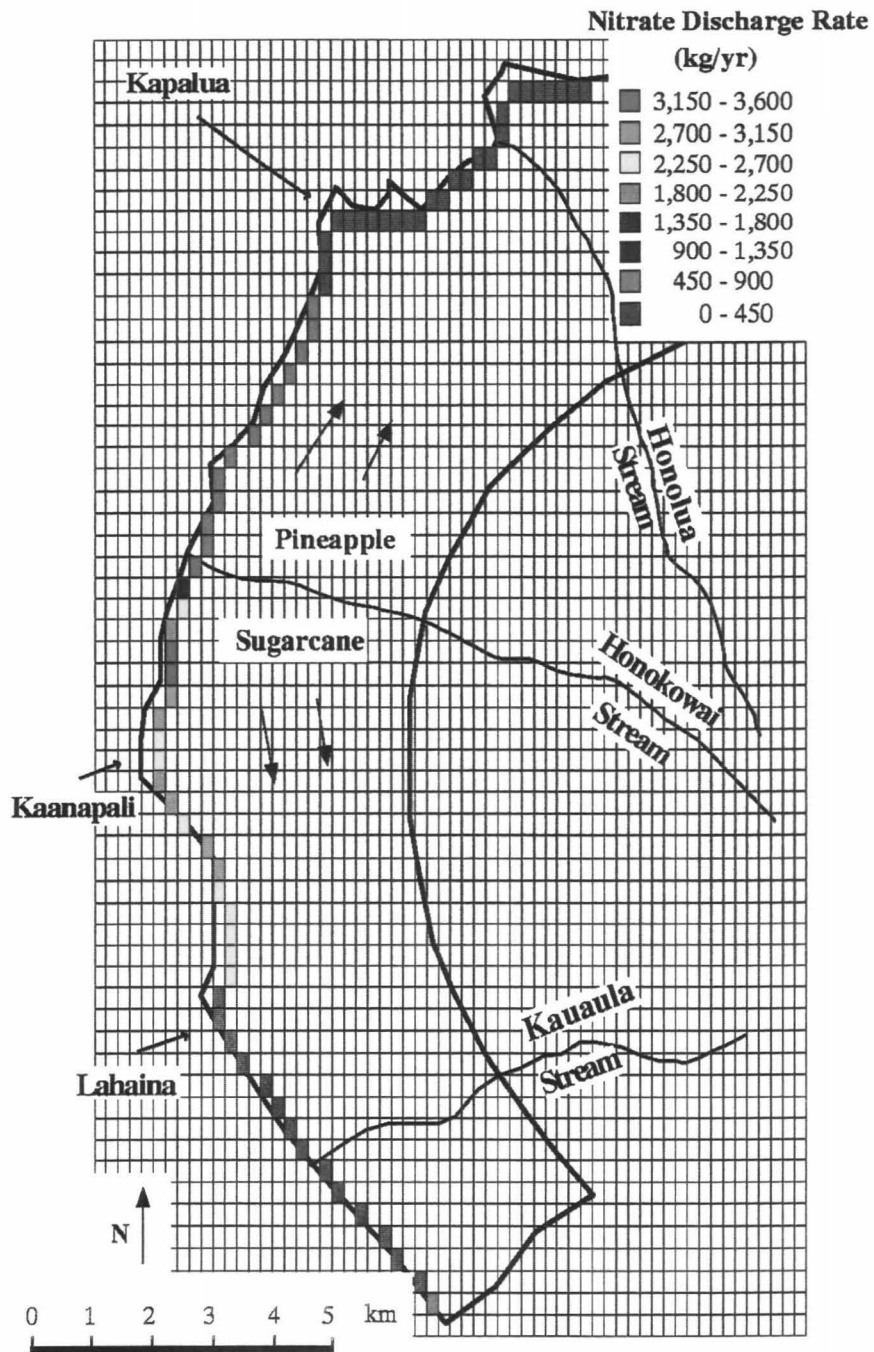 Nitrate Discharge Rate
(kg/yr)
3,150 - 3,600
2,700 - 3,150
2,250 - 2,700
1,800 - 2,250
1,350 - 1,800
900 - 1,350
450 - 900
0 - 450
Kapalua
Honolua
Stream
Pineapple
Sugarcane
Honokowai
Stream
Kaanapali
Kauaula
Stream
Lahaina
N
0 1 2 3 4 5 km